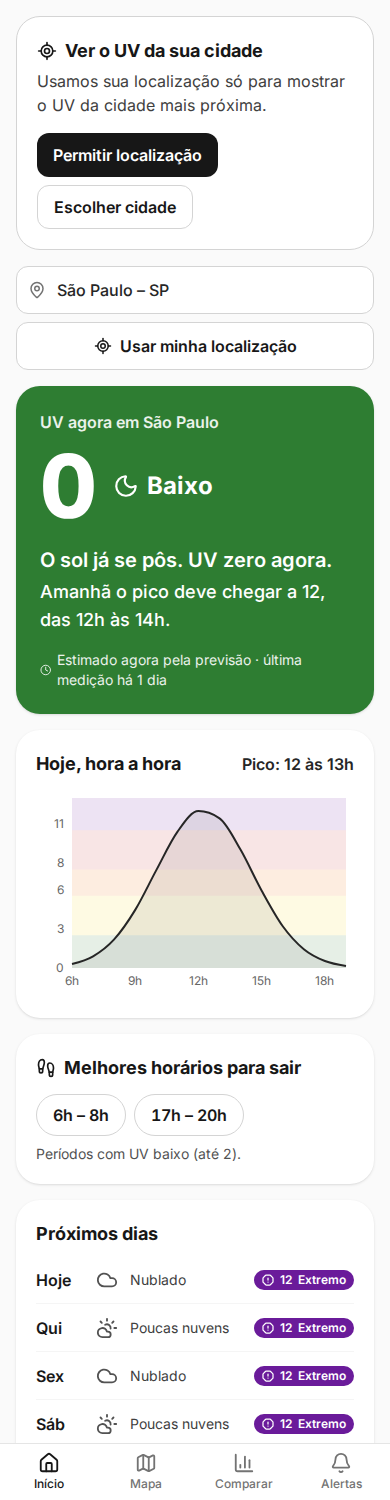 Ver o UV da sua cidade
Usamos sua localização só para mostrar
o UV da cidade mais próxima.
Permitir localização
Escolher cidade
São Paulo – SP
Usar minha localização
UV agora em São Paulo
0 Baixo
O sol já se pôs. UV zero agora.
Amanhã o pico deve chegar a 12,
das 12h às 14h.
Estimado agora pela previsão · última
medição há 1 dia
Hoje, hora a hora Pico: 12 às 13h
11
8
6
3
0
6h 9h 12h 15h 18h
Melhores horários para sair
6h – 8h 17h – 20h
Períodos com UV baixo (até 2).
Próximos dias
Hoje Nublado 12 Extremo
Qui Poucas nuvens 12 Extremo
Sex Nublado 12 Extremo
Sáb Poucas nuvens 12 Extremo
Início Mapa Comparar Alertas